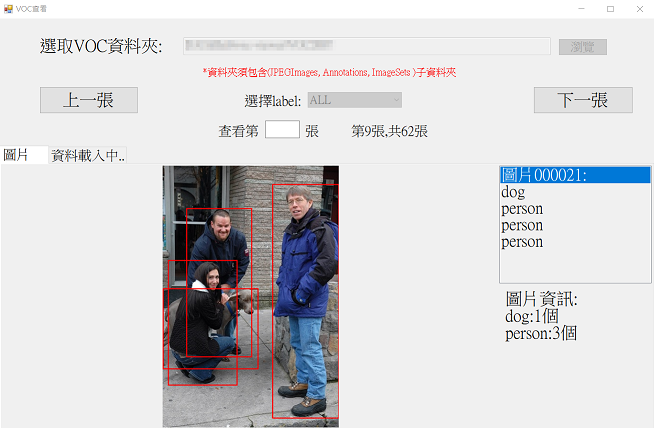 VOC查看
選取VOC資料夾:
瀏覽
*資料夾須包含(JPEGImages, Annotations, ImageSets )子資料夾
上一張
選擇label:
ALL
下一張
查看第
張
第9張,共62張
圖片
資料載入中..
圖片000021:
dog
person
person
person
圖片資訊:
dog:1個
person:3個